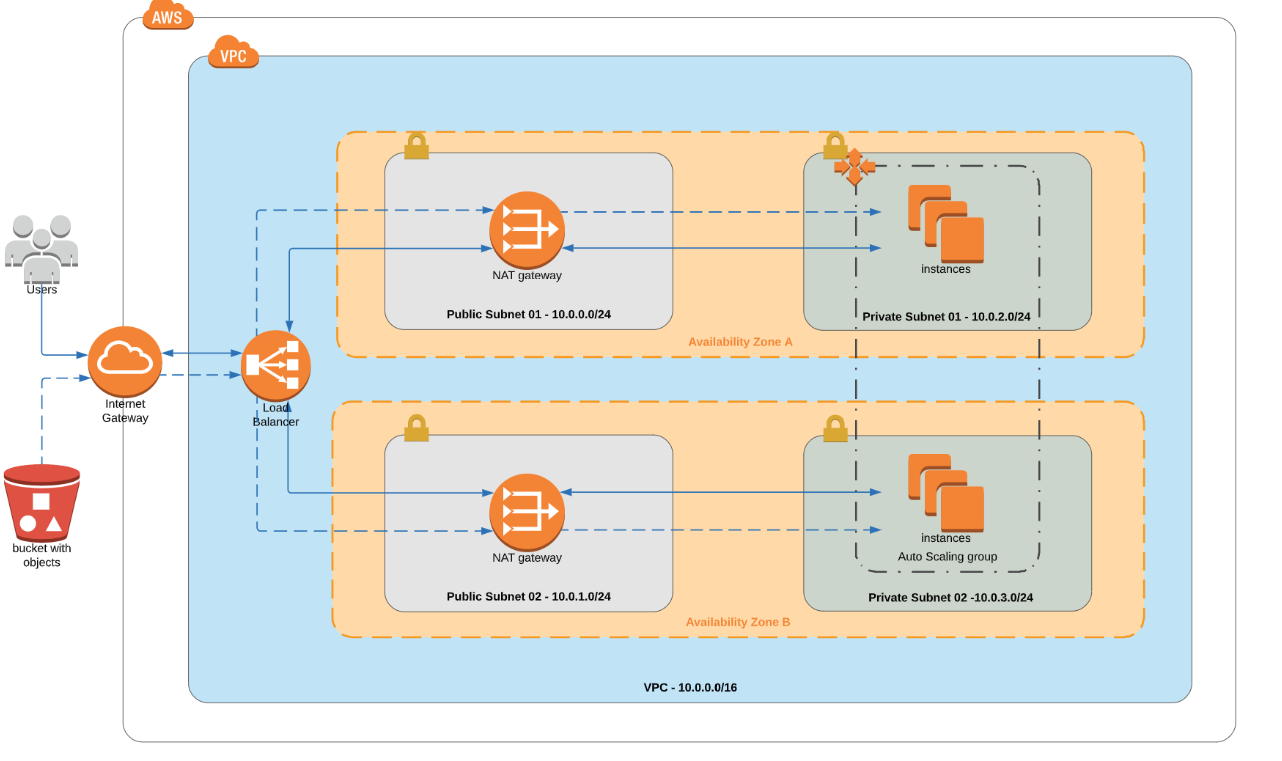 AWS
VPC
Users
NAT gateway
instances
Public Subnet 01 - 10.0.0.0/24
Private Subnet 01 - 10.0.2.0/24
Availability Zone A
Internet
Gateway
Load
Balancer
bucket with
objects
NAT gateway
instances
Auto Scaling group
Public Subnet 02 - 10.0.1.0/24
Private Subnet 02 -10.0.3.0/24
Availability Zone B
VPC - 10.0.0.0/16